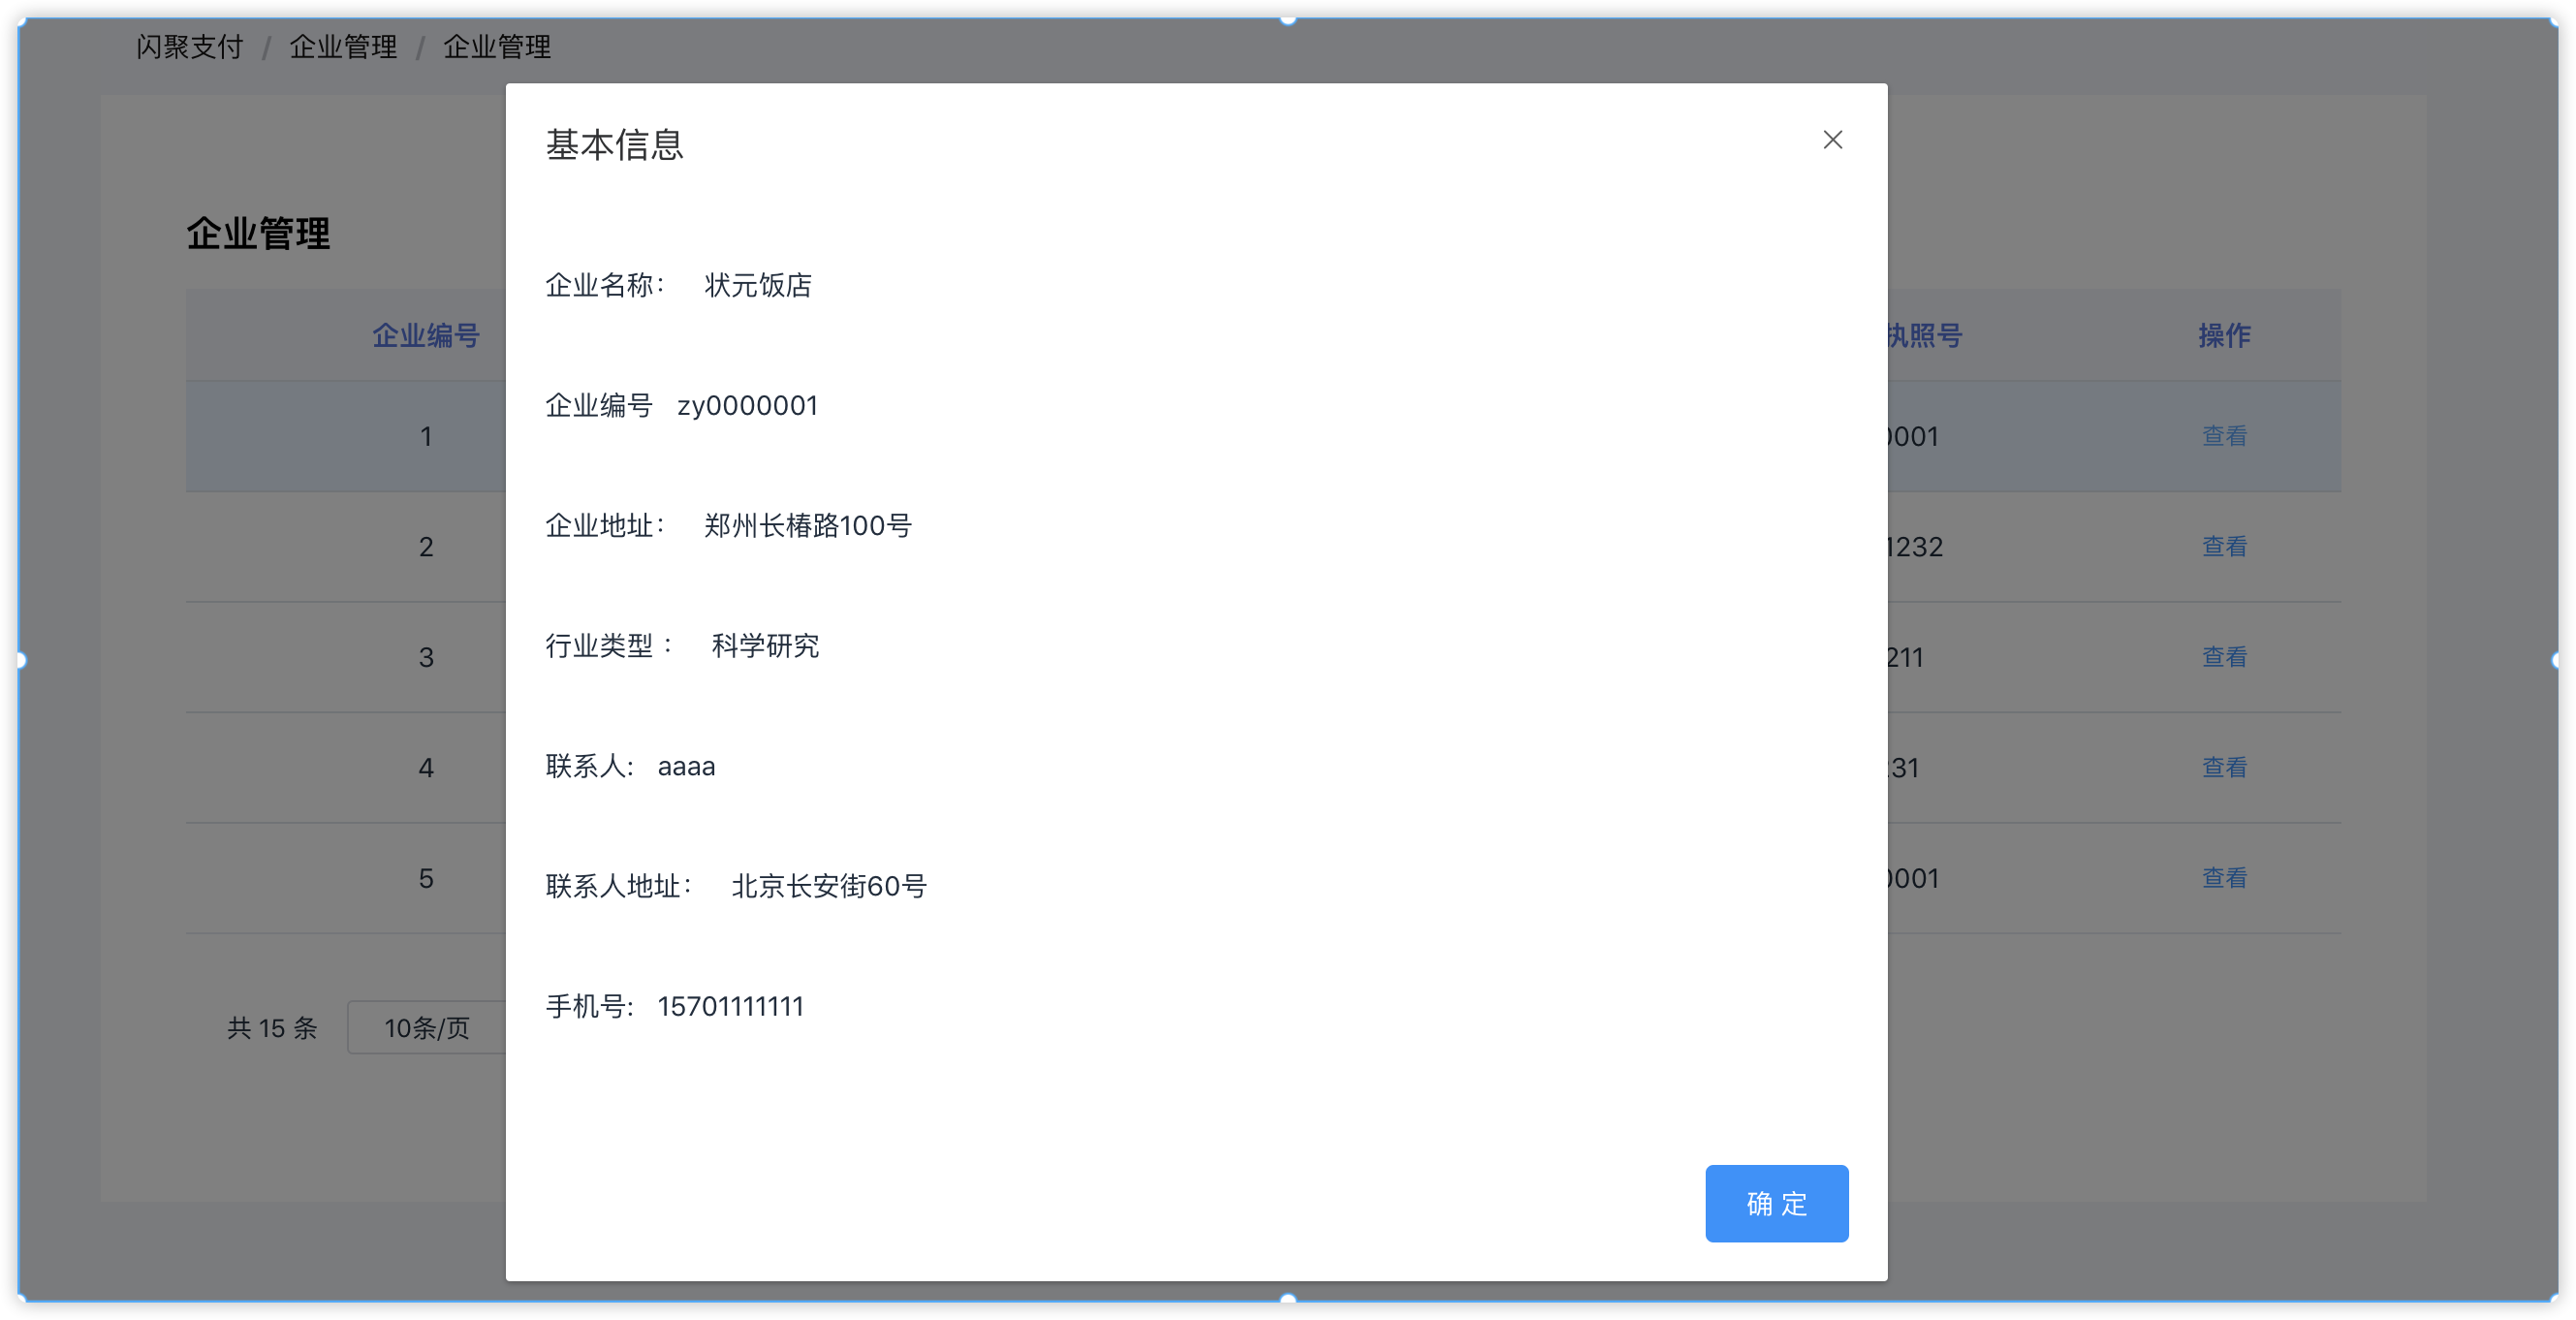 闪聚支付 / 企业管理 / 企业管理
基本信息
企业管理
企业名称： 状元饭店
企业编号 执照号 操作
企业编号 zy0000001
1 0001 查看
企业地址： 郑州长椿路100号
2 1232 查看
行业类型： 科学研究
3 211 查看
联系人: aaaa
4 31 查看
联系人地址： 北京长安街60号
5 0001 查看
手机号: 15701111111
共 15 条 10条/页
确 定